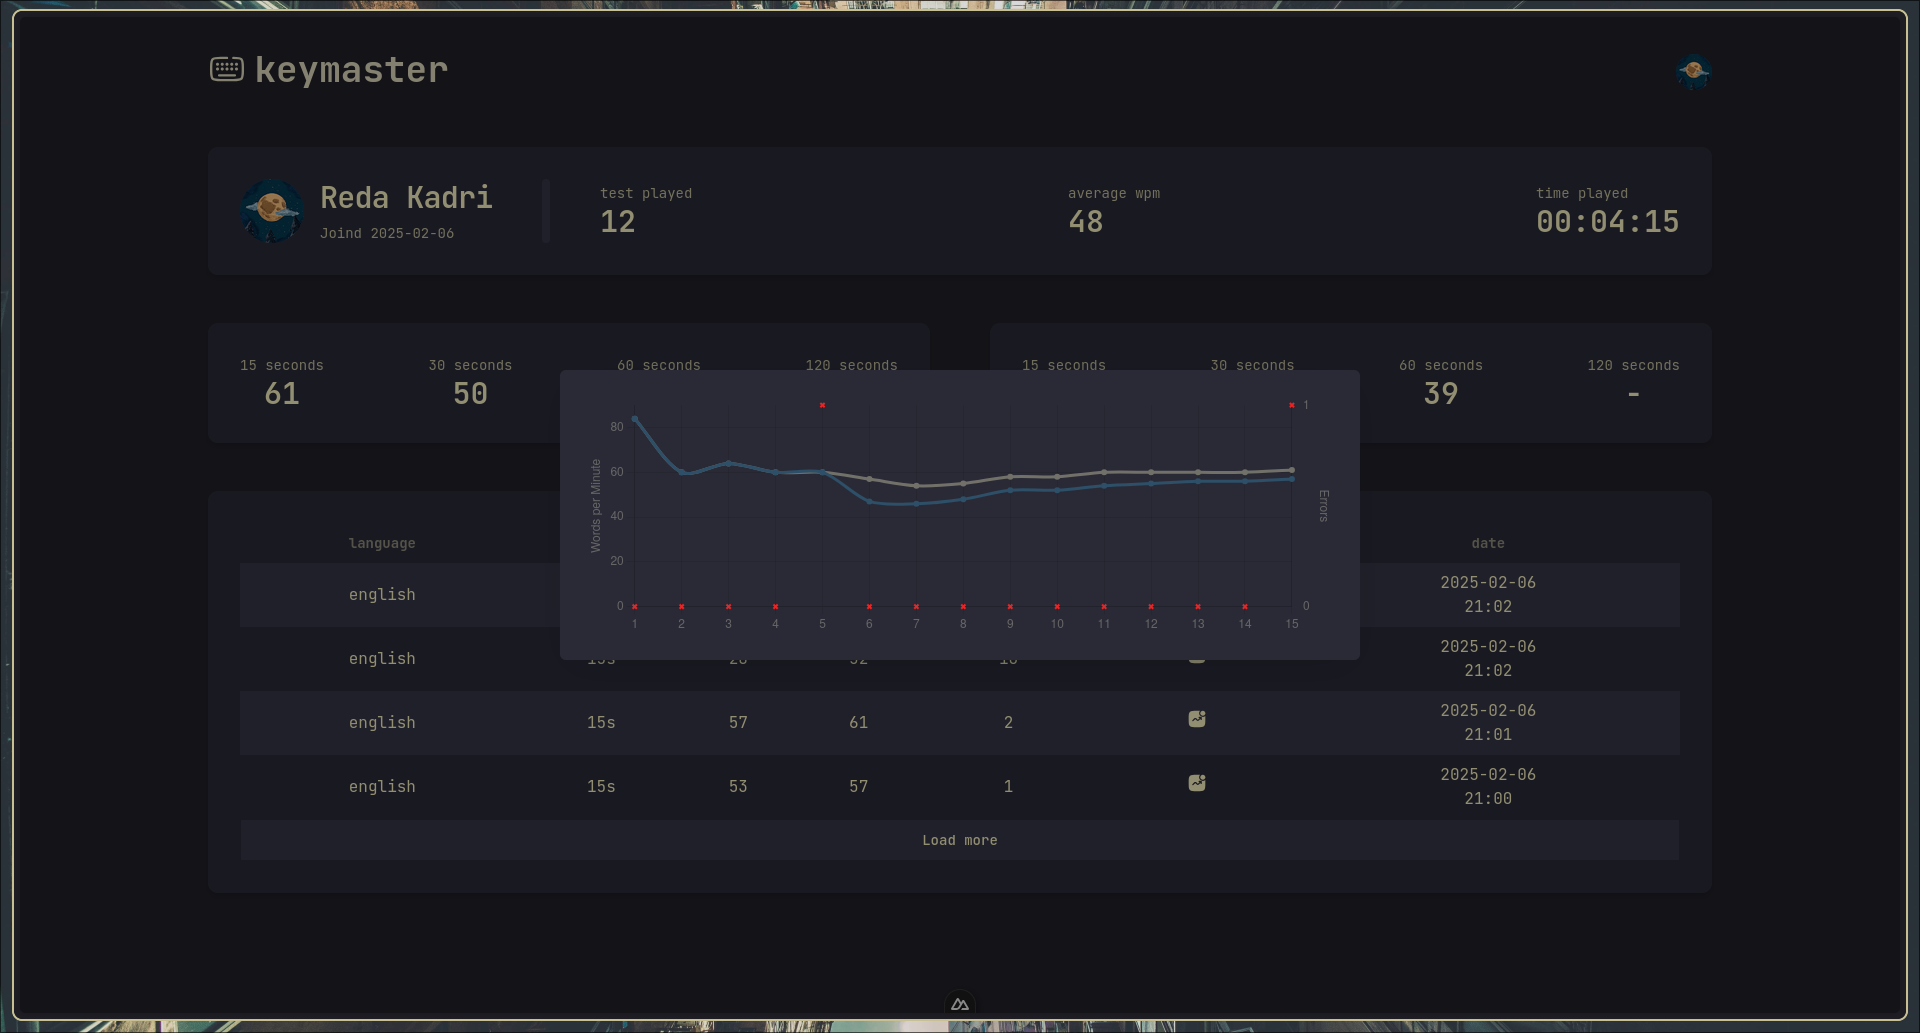 keymaster
Reda Kadri
Joind 2025-02-06
test played
12
average wpm
48
time played
00:04:15
15 seconds
61
30 seconds
50
60 seconds
120 seconds
15 seconds
30 seconds
60 seconds
39
120 seconds
-
Words per Minute
80
60
40
20
0
1 2 3 4 5 6 7 8 9 10 11 12 13 14 15
1
0
Errors
language date
english 2025-02-06
21:02
english 2025-02-06
21:02
english 15s 57 61 2 2025-02-06
21:01
english 15s 53 57 1 2025-02-06
21:00
Load more